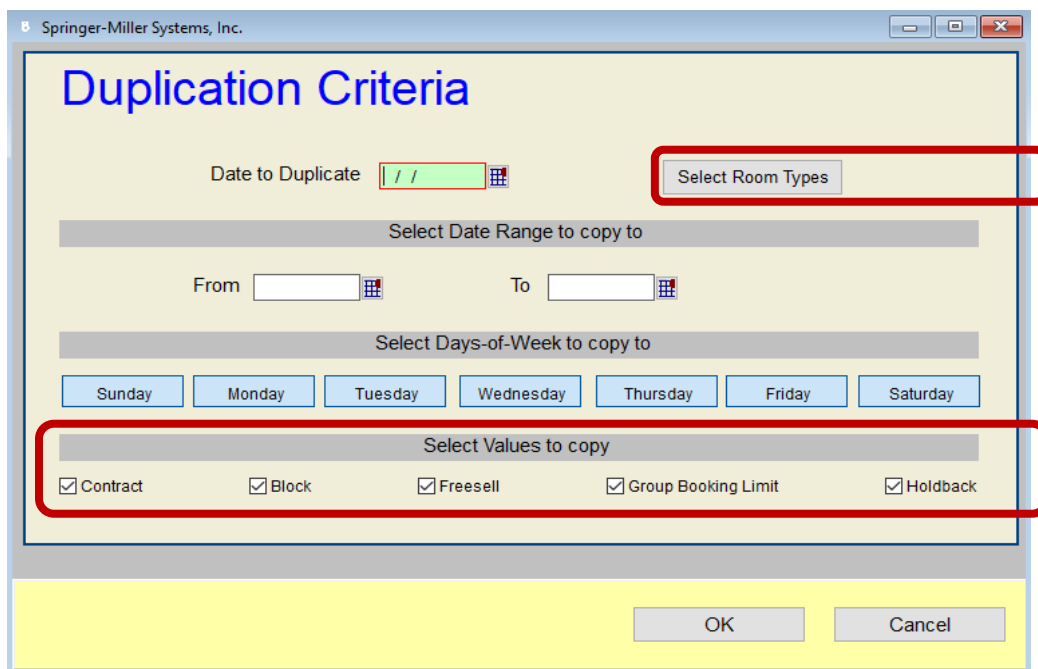 Springer-Miller Systems, Inc.
Duplication Criteria
Date to Duplicate / / Select Room Types
Select Date Range to copy to
From To
Select Days-of-Week to copy to
Sunday Monday Tuesday Wednesday Thursday Friday Saturday
Select Values to copy
Contract Block Freesell Group Booking Limit Holdback
OK Cancel